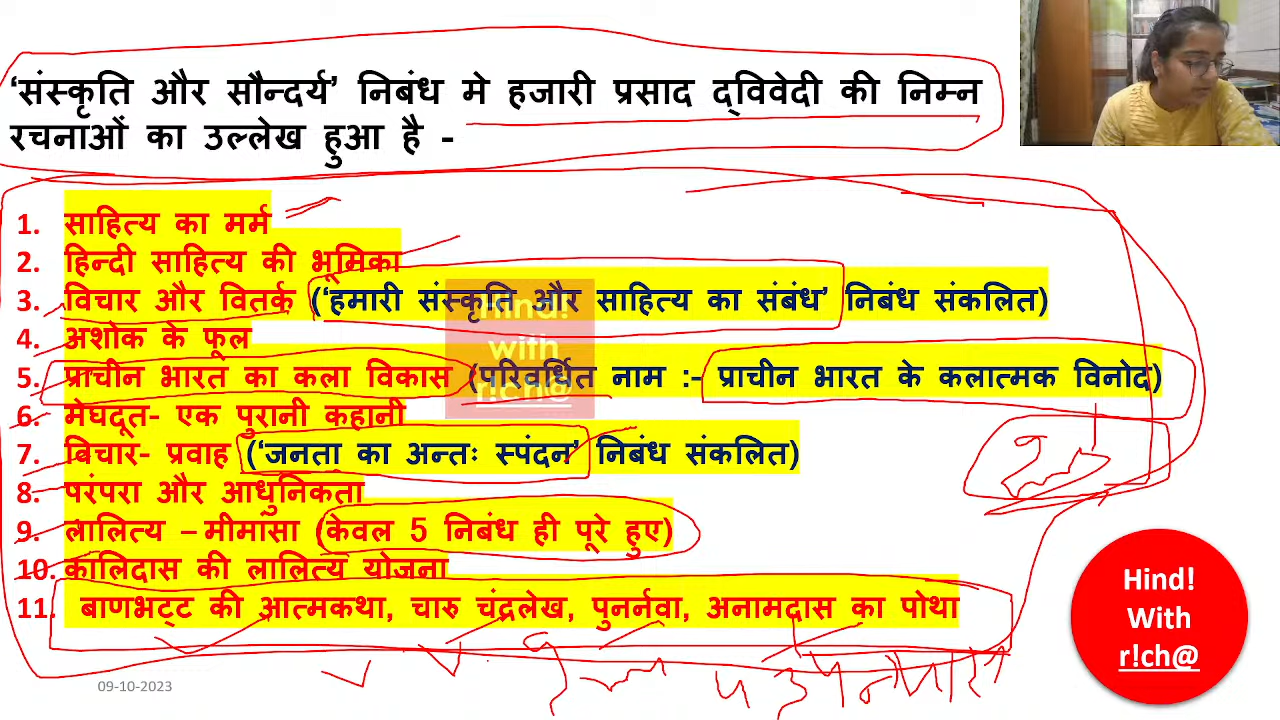 ‘संस्कृति और सौन्दर्य’ निबंध मे हजारी प्रसाद द्विवेदी की निम्न
रचनाओं का उल्लेख हुआ है -
1. साहित्य का मर्म
2. हिन्दी साहित्य की भूमिका
3. विचार और वितर्क (‘हमारी संस्कृति और साहित्य का संबंध’ निबंध संकलित)
4. अशोक के फूल
5. प्राचीन भारत का कला विकास (परिवर्धित नाम :- प्राचीन भारत के कलात्मक विनोद)
6. मेघदूत- एक पुरानी कहानी
7. बिचार- प्रवाह (‘जनता का अन्तः स्पंदन’ निबंध संकलित)
8. परंपरा और आधुनिकता
9. लालित्य – मीमांसा (केवल 5 निबंध ही पूरे हुए)
10. कालिदास की लालित्य योजना
11. बाणभट्ट की आत्मकथा, चारु चंद्रलेख, पुनर्नवा, अनामदास का पोथा
Hind!
with
r!ch@
Hind!
With
r!ch@
09-10-2023